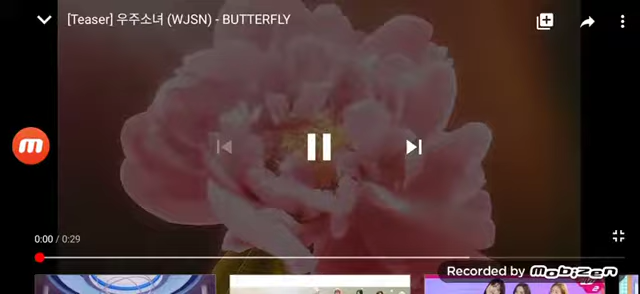 [Teaser] 우주소녀 (WJSN) - BUTTERFLY
m
0:00 / 0:29
Recorded by mobizen